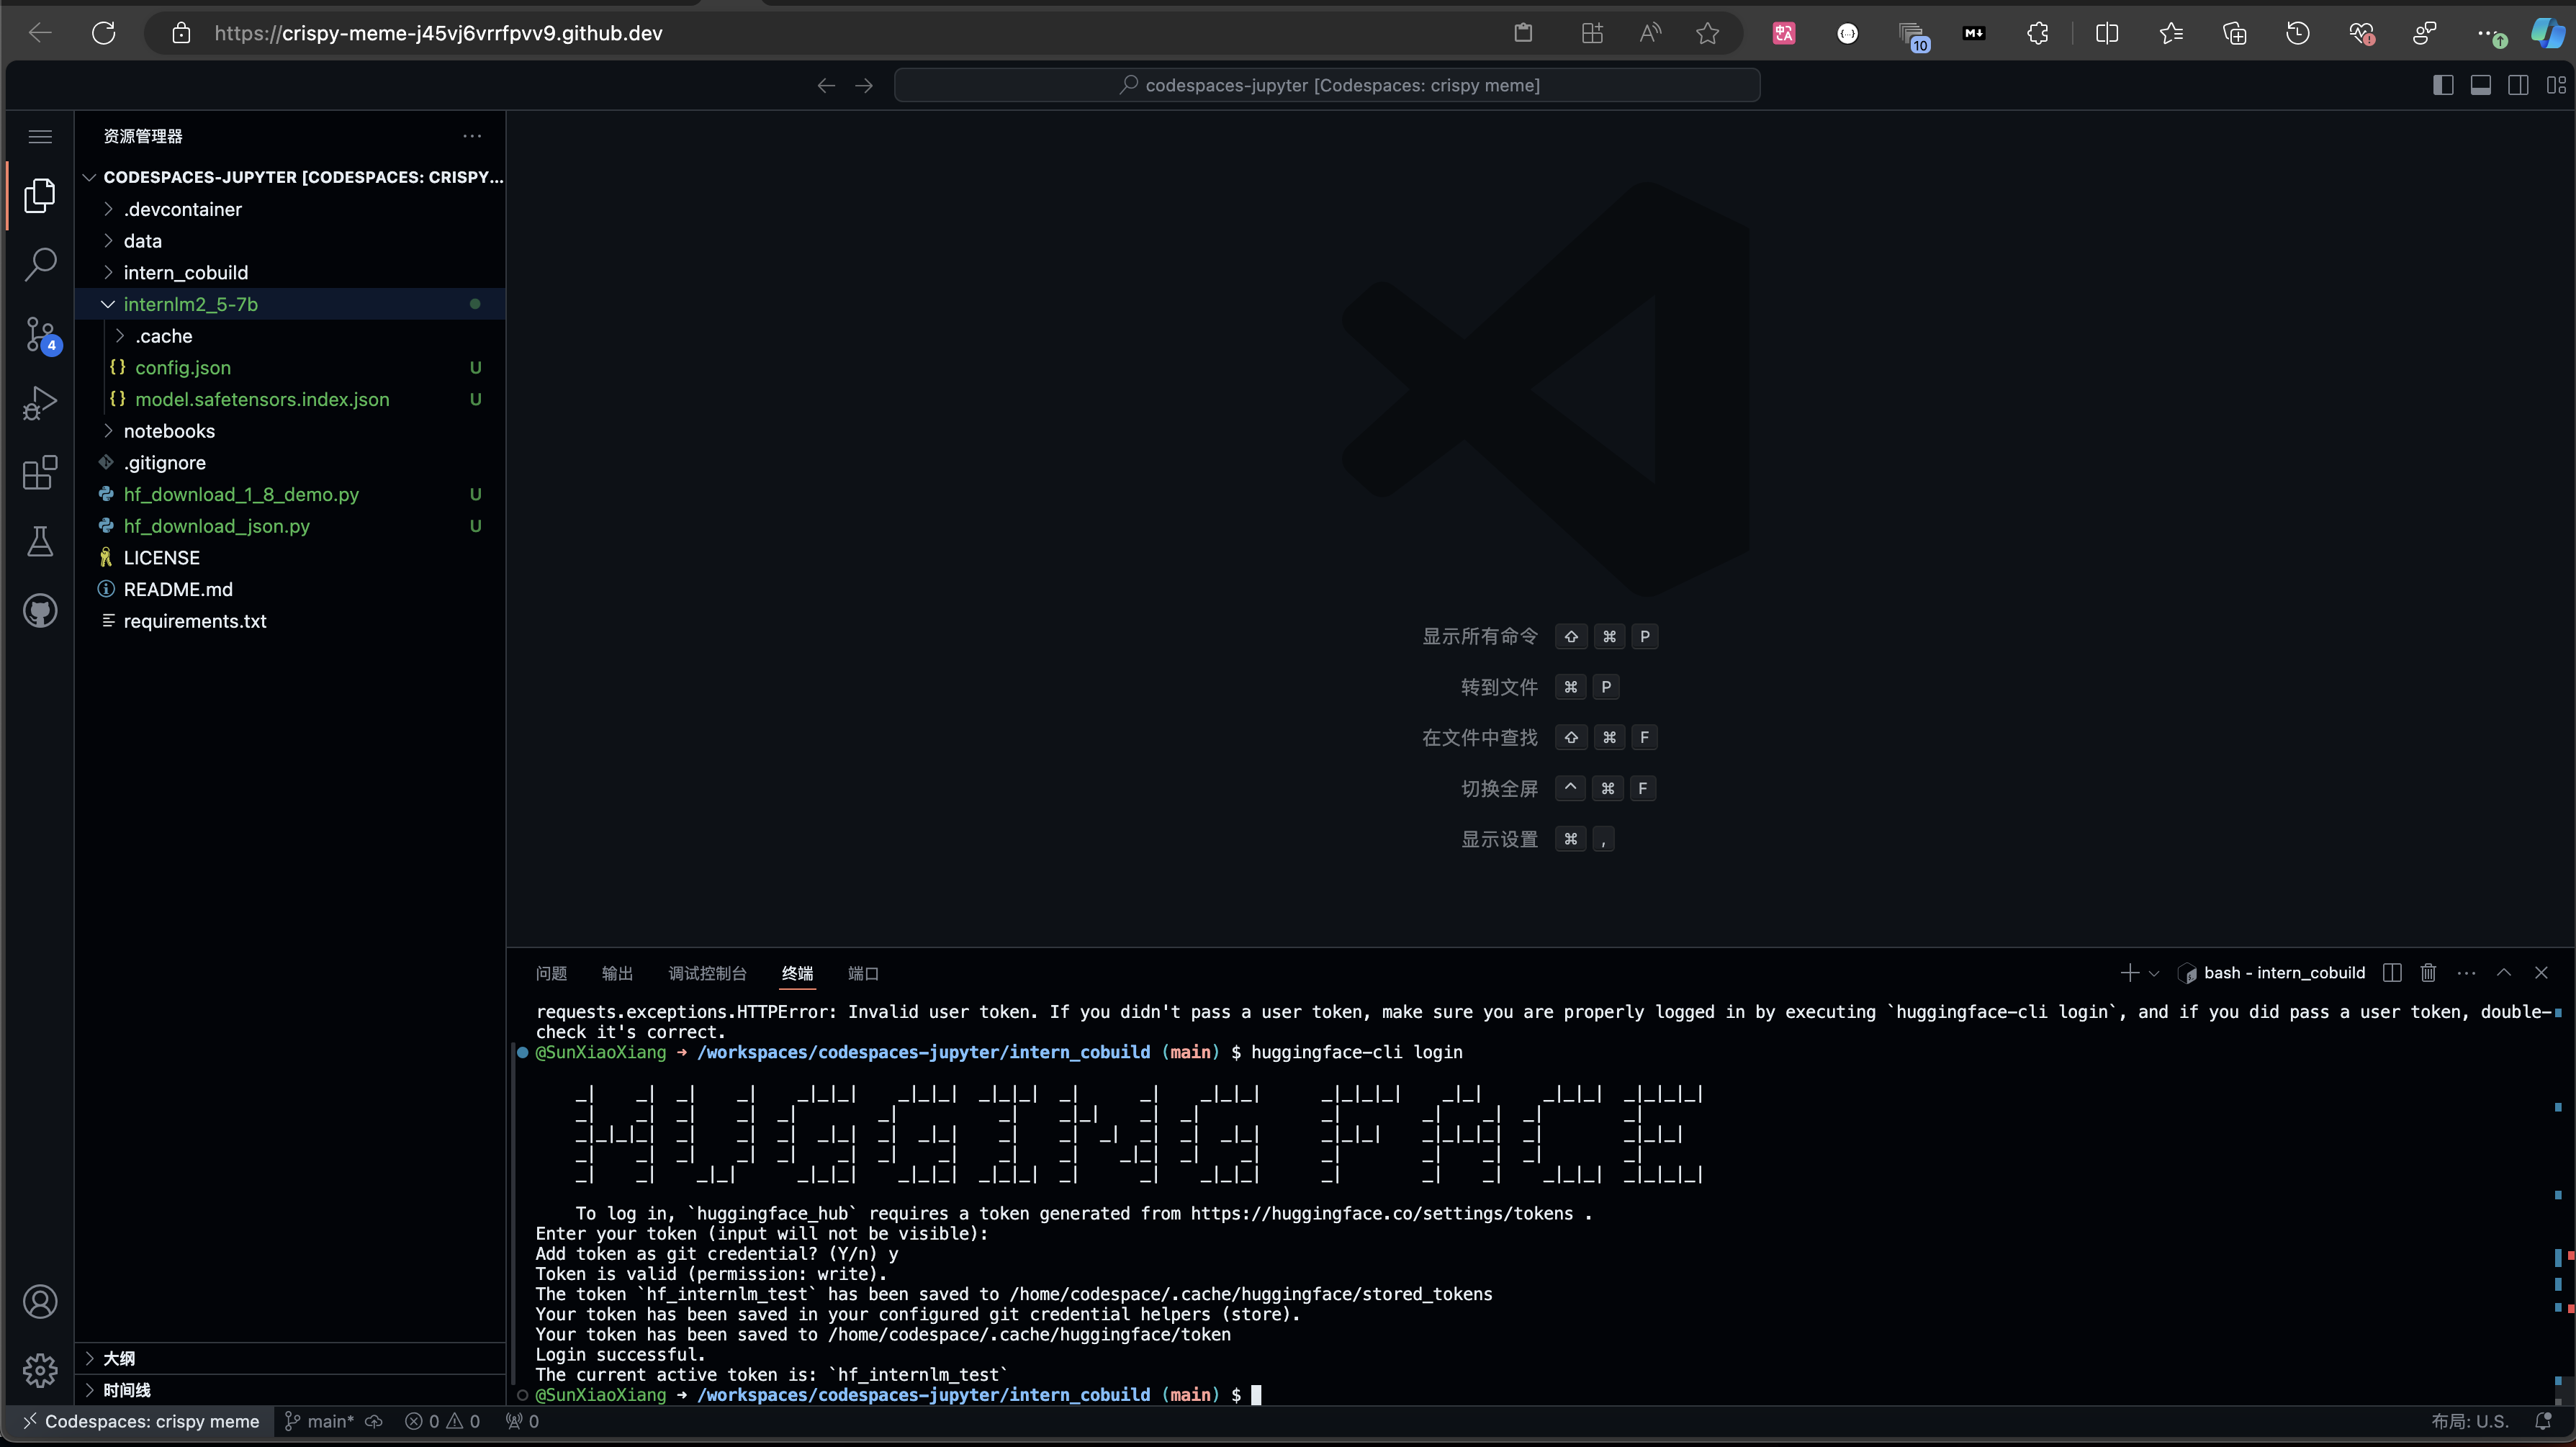 https://crispy-meme-j45vj6vrrfpvv9.github.dev
10
codespaces-jupyter [Codespaces: crispy meme]
资源管理器
CODESPACES-JUPYTER [CODESPACES: CRISPY...
.devcontainer
data
intern_cobuild
internlm2_5-7b
.cache
config.json U
model.safetensors.index.json U
notebooks
.gitignore
hf_download_1_8_demo.py U
hf_download_json.py U
LICENSE
README.md
requirements.txt
4
大纲
时间线
显示所有命令 ⇧ ⌘ P
转到文件 ⌘ P
在文件中查找 ⇧ ⌘ F
切换全屏 ^ ⌘ F
显示设置 ⌘ ,
问题 输出 调试控制台 终端 端口
bash - intern_cobuild
requests.exceptions.HTTPError: Invalid user token. If you didn't pass a user token, make sure you are properly logged in by executing `huggingface-cli login`, and if you did pass a user token, double-
check it's correct.
@SunXiaoXiang ➜ /workspaces/codespaces-jupyter/intern_cobuild (main) $ huggingface-cli login
HUGGING FACE
To log in, `huggingface_hub` requires a token generated from https://huggingface.co/settings/tokens .
Enter your token (input will not be visible):
Add token as git credential? (Y/n) y
Token is valid (permission: write).
The token `hf_internlm_test` has been saved to /home/codespace/.cache/huggingface/stored_tokens
Your token has been saved in your configured git credential helpers (store).
Your token has been saved to /home/codespace/.cache/huggingface/token
Login successful.
The current active token is: `hf_internlm_test`
@SunXiaoXiang ➜ /workspaces/codespaces-jupyter/intern_cobuild (main) $
Codespaces: crispy meme main* 0 0 0 布局: U.S.